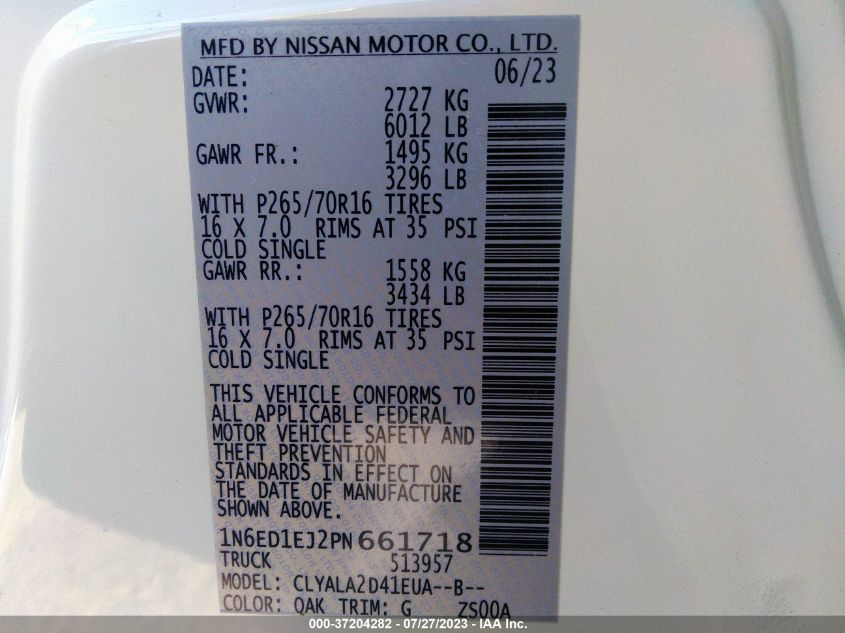 MFD BY NISSAN MOTOR CO., LTD.
DATE: 06/23
GVWR: 2727 KG
6012 LB
GAWR FR.: 1495 KG
3296 LB
WITH P265/70R16 TIRES
16 X 7.0 RIMS AT 35 PSI
COLD SINGLE
GAWR RR.: 1558 KG
3434 LB
WITH P265/70R16 TIRES
16 X 7.0 RIMS AT 35 PSI
COLD SINGLE
THIS VEHICLE CONFORMS TO
ALL APPLICABLE FEDERAL
MOTOR VEHICLE SAFETY AND
THEFT PREVENTION
STANDARDS IN EFFECT ON
THE DATE OF MANUFACTURE
SHOWN ABOVE.
1N6ED1EJ2PN661718
TRUCK 513957
MODEL: CLYALA2D41EUA--B--
COLOR: QAK TRIM: G ZS00A
000-37204282 - 07/27/2023 - IAA Inc.